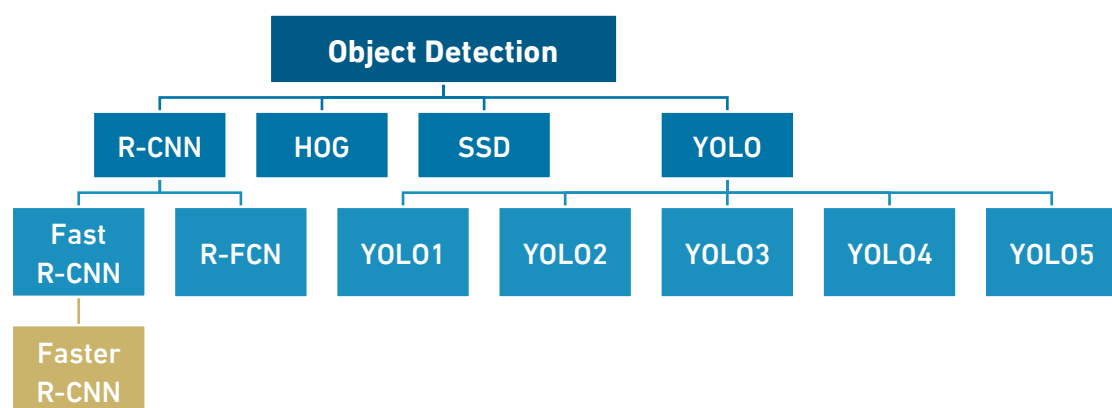 Object Detection
R-CNN
HOG
SSD
YOLO
Fast
R-CNN
R-FCN
YOLO1
YOLO2
YOLO3
YOLO4
YOLO5
Faster
R-CNN